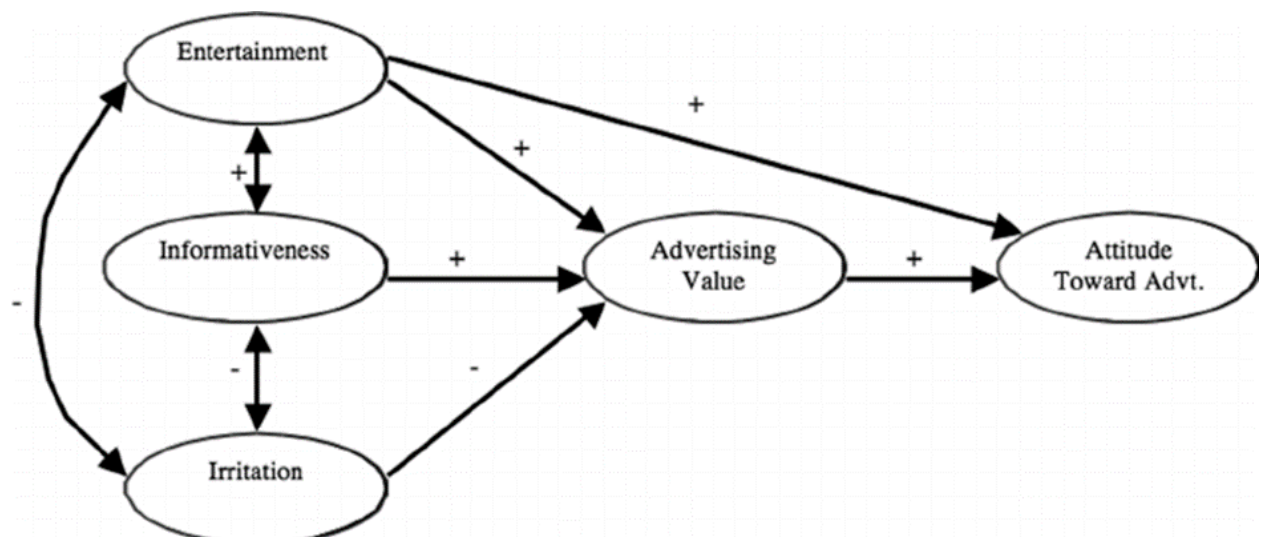 Entertainment
+
+
+
Informativeness
+
Advertising
Value
+
Attitude
Toward Advt.
-
-
-
Irritation